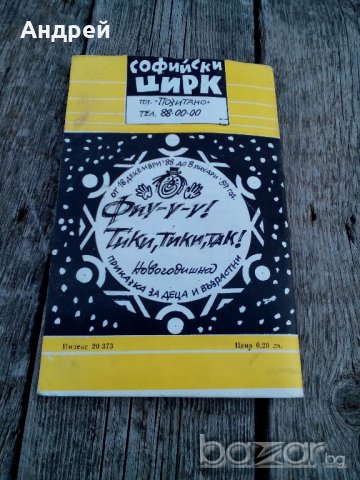 Андрей
СОФИЙСКИ
ЦИРК
пл. "Позитано"
ТЕЛ. 88-00-00
ОТ 18 ДЕКЕМВРИ '88 ДО 8 ЯНУАРИ '89 ГОД.
Фиу-у-у!
Тики, тики, так!
Новогодишна
ПРИКАЗКА ЗА ДЕЦА И ВЪЗРАСТНИ
Индекс 20 373
Цена 0,20 лв.
bazar.bg